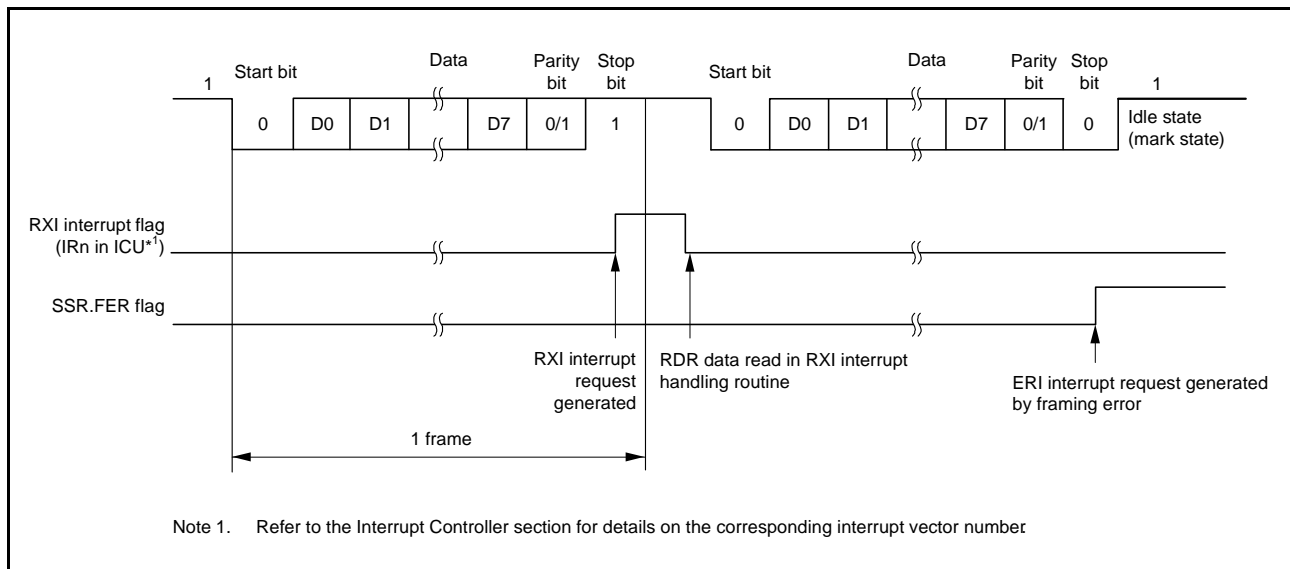 1
Start bit
Data
Parity
bit
Stop
bit
Start bit
Data
Parity
bit
Stop
bit
1
0
D0
D1
D7
0/1
1
0
D0
D1
D7
0/1
0
Idle state
(mark state)
RXI interrupt flag
(IRn in ICU*1)
SSR.FER flag
RXI interrupt
request
generated
RDR data read in RXI interrupt
handling routine
ERI interrupt request generated
by framing error
1 frame
Note 1. Refer to the Interrupt Controller section for details on the corresponding interrupt vector number.